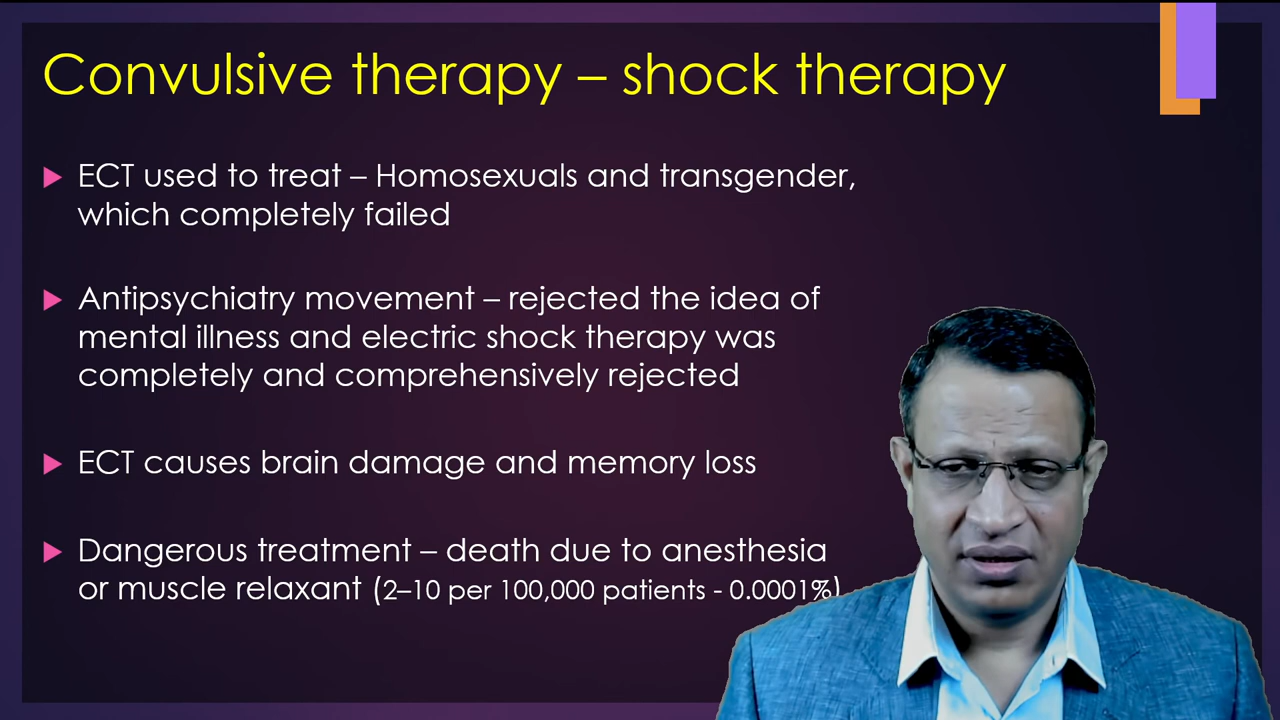 Convulsive therapy – shock therapy
ECT used to treat – Homosexuals and transgender,
which completely failed
Antipsychiatry movement – rejected the idea of
mental illness and electric shock therapy was
completely and comprehensively rejected
ECT causes brain damage and memory loss
Dangerous treatment – death due to anesthesia
or muscle relaxant (2–10 per 100,000 patients - 0.0001%)